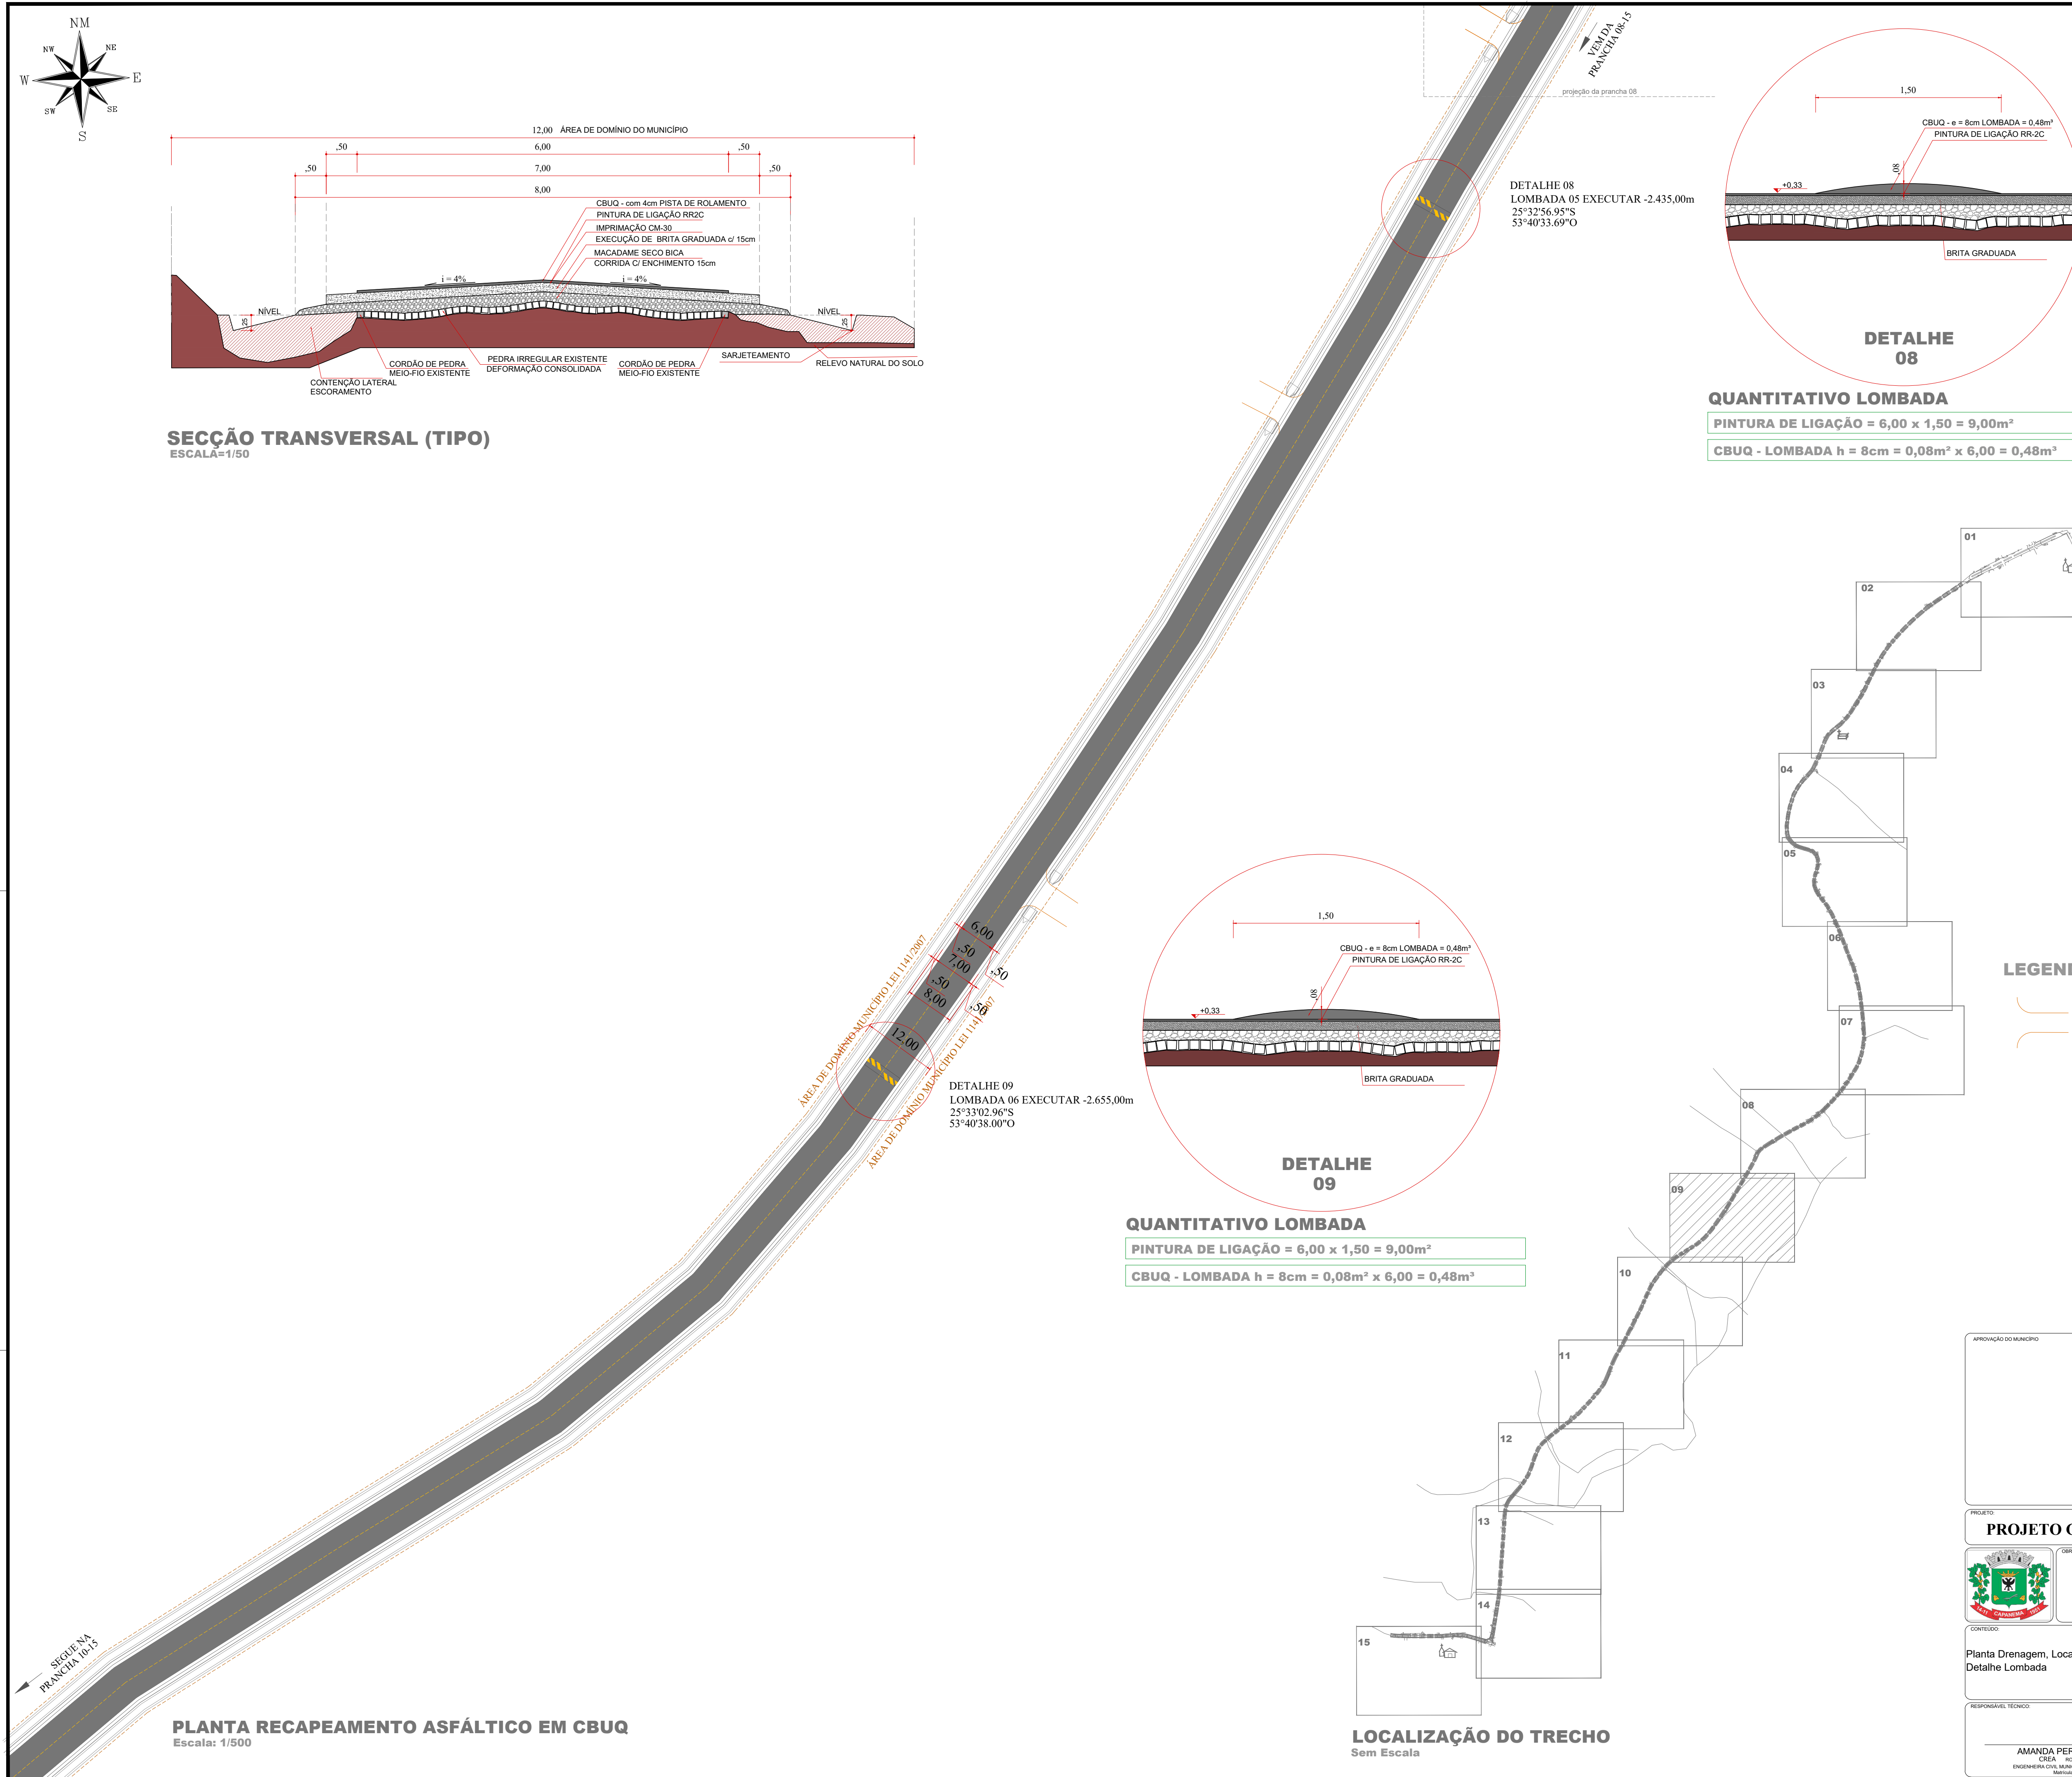 NM
NW
NE
W
E
SW
SE
S
12,00 ÁREA DE DOMÍNIO DO MUNICÍPIO
,50
6,00
,50
,50
7,00
,50
8,00
CBUQ - com 4cm PISTA DE ROLAMENTO
PINTURA DE LIGAÇÃO RR2C
IMPRIMAÇÃO CM-30
EXECUÇÃO DE BRITA GRADUADA c/ 15cm
MACADAME SECO BICA
CORRIDA C/ ENCHIMENTO 15cm
i = 4%
i = 4%
NÍVEL
25
NÍVEL
25
CORDÃO DE PEDRA
MEIO-FIO EXISTENTE
PEDRA IRREGULAR EXISTENTE
DEFORMAÇÃO CONSOLIDADA
CORDÃO DE PEDRA
MEIO-FIO EXISTENTE
SARJETEAMENTO
RELEVO NATURAL DO SOLO
CONTENÇÃO LATERAL
ESCORAMENTO
SECÇÃO TRANSVERSAL (TIPO)
ESCALA=1/50
VEM DA
PRANCHA 08-15
projeção da prancha 08
DETALHE 08
LOMBADA 05 EXECUTAR -2.435,00m
25°32'56.95"S
53°40'33.69"O
1,50
CBUQ - e = 8cm LOMBADA = 0,48m³
PINTURA DE LIGAÇÃO RR-2C
,08
+0,33
BRITA GRADUADA
DETALHE
08
QUANTITATIVO LOMBADA
PINTURA DE LIGAÇÃO = 6,00 x 1,50 = 9,00m²
CBUQ - LOMBADA h = 8cm = 0,08m² x 6,00 = 0,48m³
01
02
03
04
05
06
07
08
09
10
11
12
13
14
15
LOCALIZAÇÃO DO TRECHO
Sem Escala
6,00
,50
7,00
,50
,50
8,00
,50
12,00
ÁREA DE DOMÍNIO MUNICÍPIO LEI 1141/2007
ÁREA DE DOMÍNIO MUNICÍPIO LEI 1141/2007
DETALHE 09
LOMBADA 06 EXECUTAR -2.655,00m
25°33'02.96"S
53°40'38.00"O
1,50
CBUQ - e = 8cm LOMBADA = 0,48m³
PINTURA DE LIGAÇÃO RR-2C
,08
+0,33
BRITA GRADUADA
DETALHE
09
QUANTITATIVO LOMBADA
PINTURA DE LIGAÇÃO = 6,00 x 1,50 = 9,00m²
CBUQ - LOMBADA h = 8cm = 0,08m² x 6,00 = 0,48m³
SEGUE NA
PRANCHA 10-15
PLANTA RECAPEAMENTO ASFÁLTICO EM CBUQ
Escala: 1/500
LEGEN
APROVAÇÃO DO MUNICÍPIO
PROJETO:
PROJETO
OBR
CAPANEMA
CONTEÚDO:
Planta Drenagem, Loca
Detalhe Lombada
RESPONSÁVEL TÉCNICO:
AMANDA PER
CREA
ENGENHEIRA CIVIL MUNI